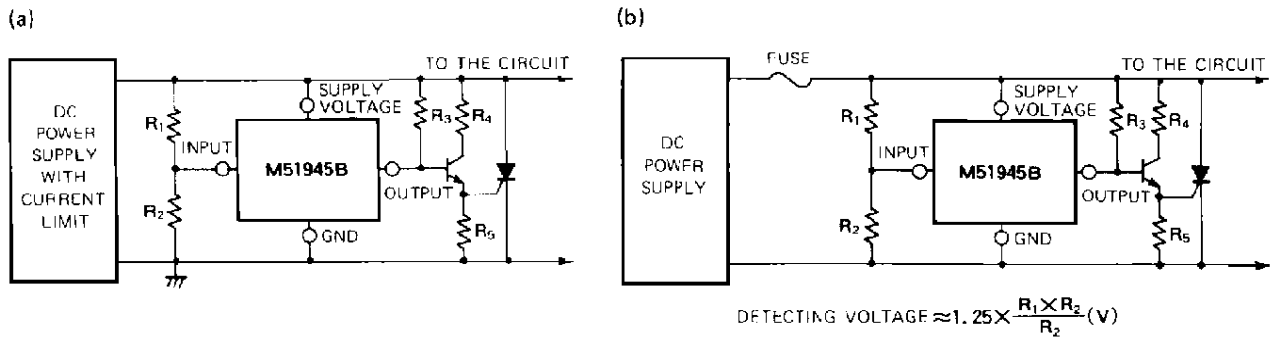 (a)
DC
POWER
SUPPLY
WITH
CURRENT
LIMIT
R1
R2
INPUT
SUPPLY
VOLTAGE
M51945B
GND
OUTPUT
R3
R4
R5
TO THE CIRCUIT
(b)
DC
POWER
SUPPLY
FUSE
R1
R2
INPUT
SUPPLY
VOLTAGE
M51945B
GND
OUTPUT
R3
R4
R5
TO THE CIRCUIT
DETECTING VOLTAGE≈1.25×R1×R2/R2(V)